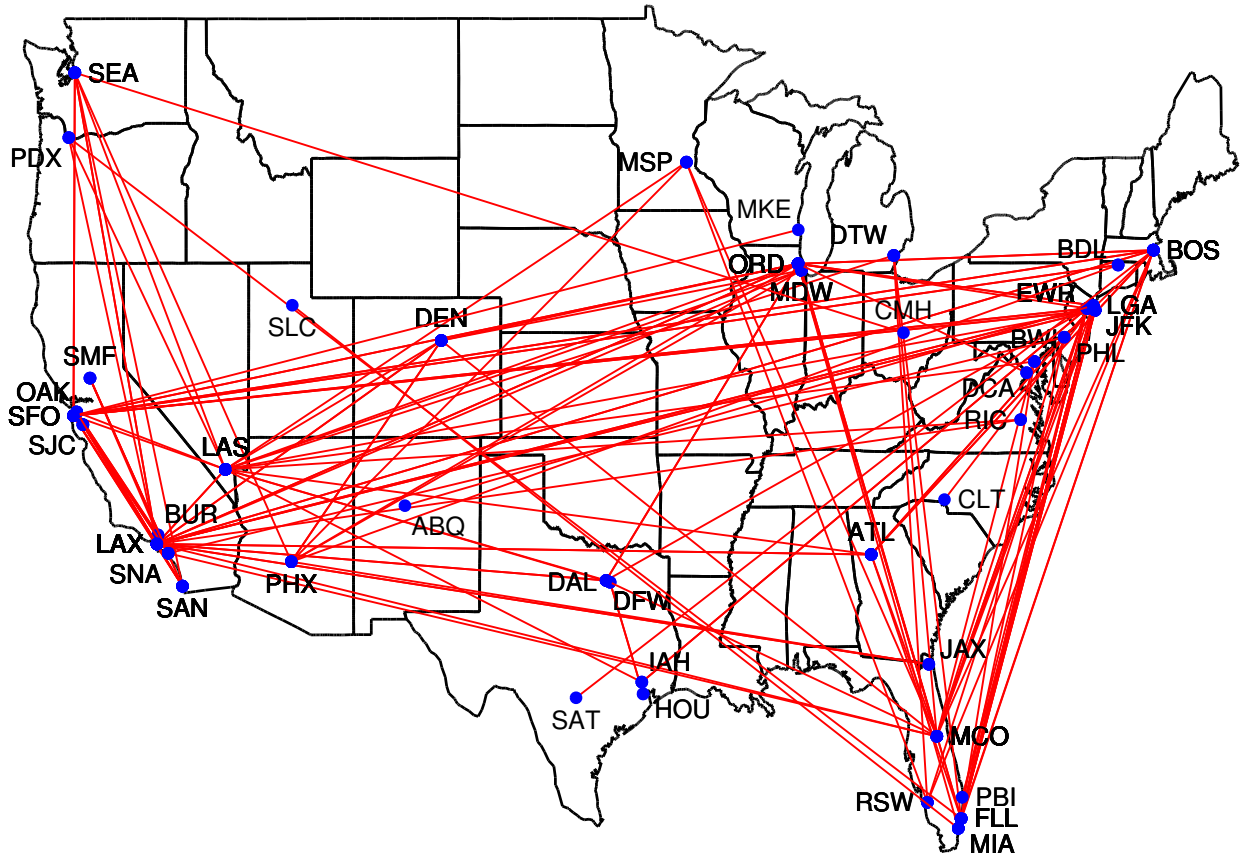 SEA
PDX
MSP
MKE
DTW
BDL
BOS
ORD
MDW
EWR
LGA
JFK
SLC
DEN
CMH
PHL
SMF
DCA
OAK
SFO
SJC
RIC
LAS
BUR
ABQ
CLT
ATL
LAX
SNA
SAN
PHX
DAL
DFW
JAX
IAH
HOU
SAT
MCO
RSW
PBI
FLL
MIA